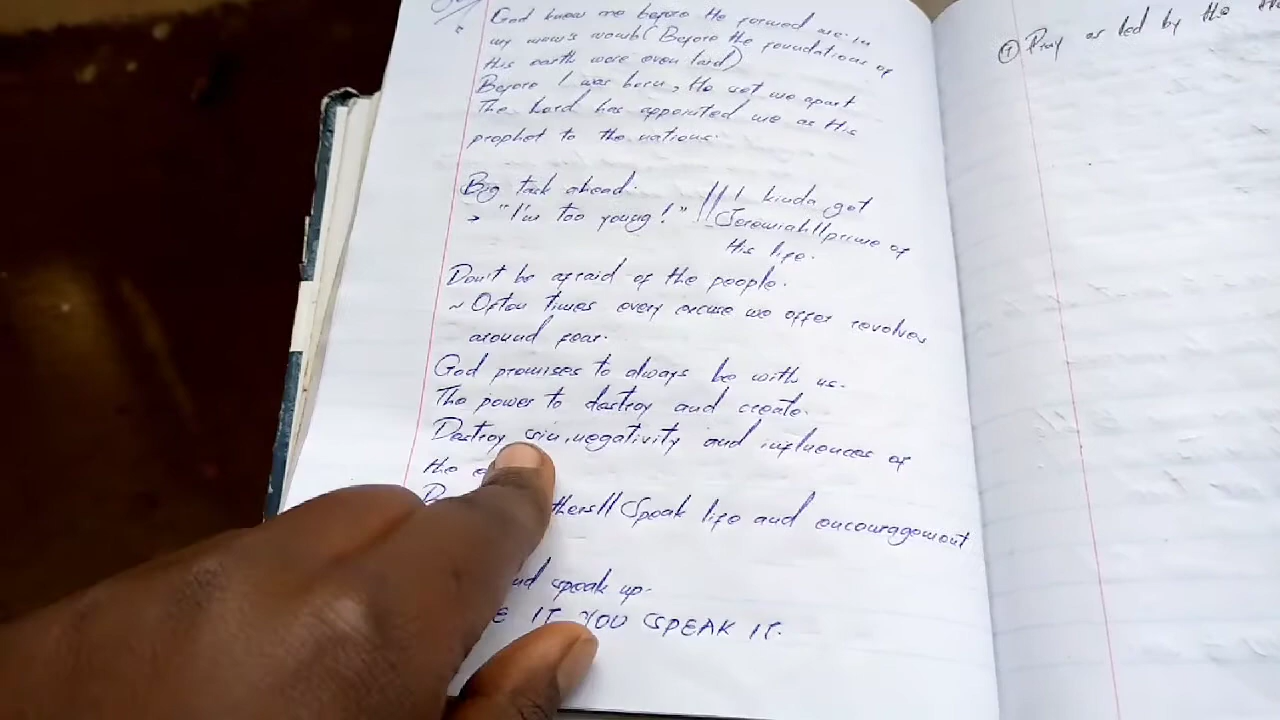 God knew me before He formed me in
my mom's womb (Before the foundations of
His earth were even laid)
Before I was born, He set me apart
The Lord has appointed me as His
prophet to the nations.
Big task ahead.
> "I'm too young!" // I kinda get
Jeremiah// prime of
His life.
Don't be afraid of the people.
~ Often times every excuse we offer revolves
around fear.
God promises to always be with us.
The power to destroy and create.
Destroy sin, negativity and influences of
the
thers// Speak life and encouragement
speak up.
IT YOU SPEAK IT.
Pray as led by the